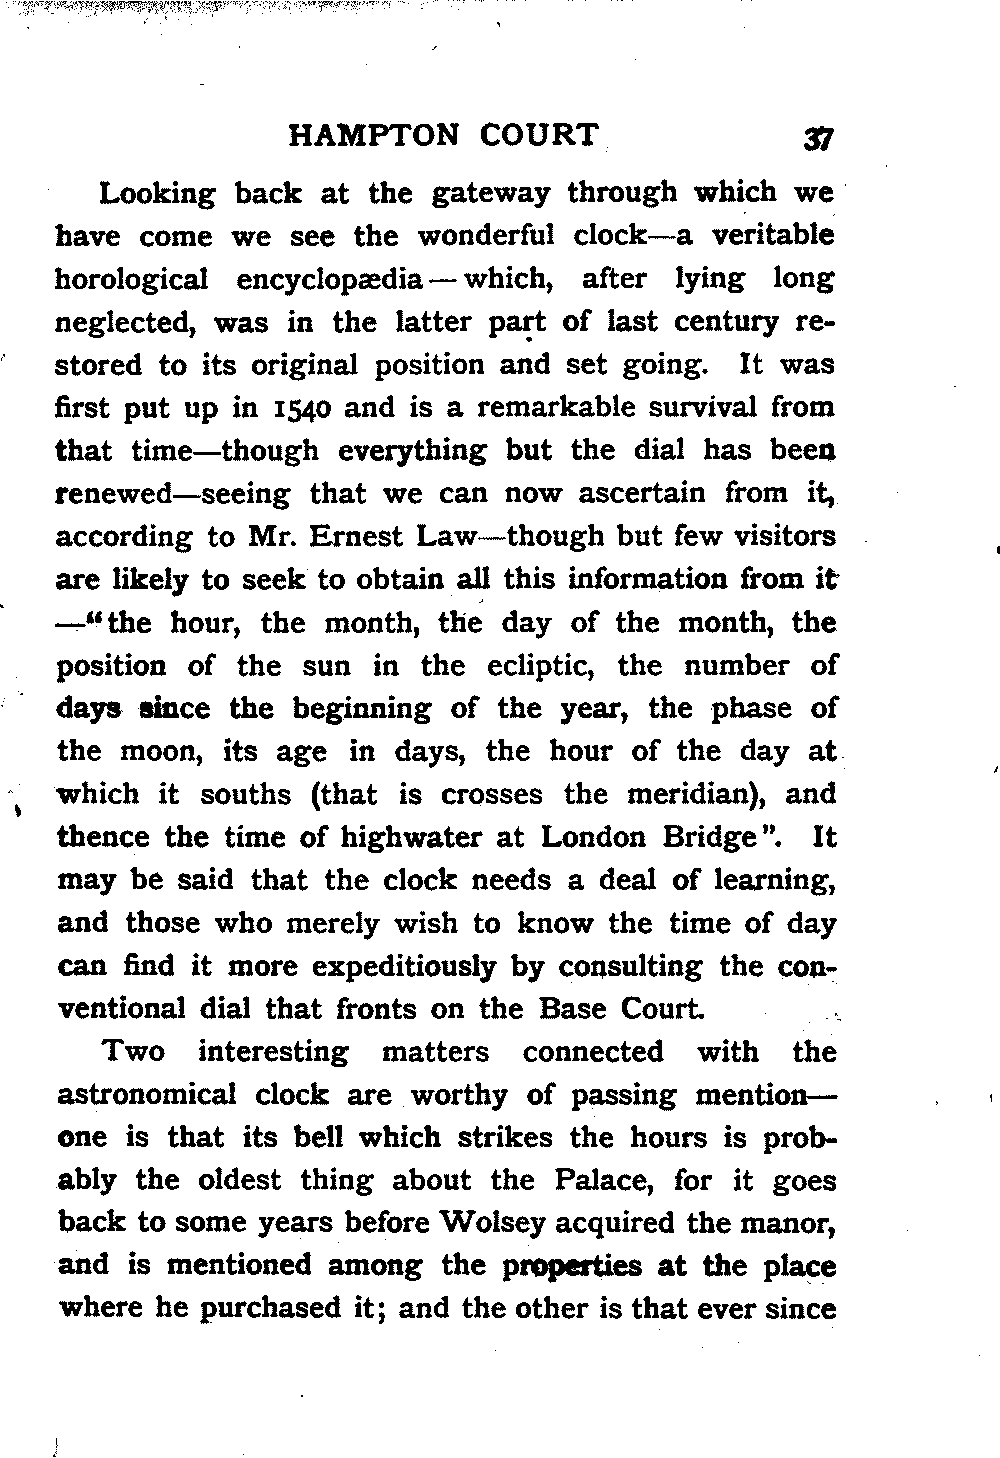 HAMPTON COURT 37
Looking back at the gateway through which we
have come we see the wonderful clock—a veritable
horological encyclopædia—which, after lying long
neglected, was in the latter part of last century re-
stored to its original position and set going. It was
first put up in 1540 and is a remarkable survival from
that time—though everything but the dial has been
renewed—seeing that we can now ascertain from it,
according to Mr. Ernest Law—though but few visitors
are likely to seek to obtain all this information from it
—“the hour, the month, the day of the month, the
position of the sun in the ecliptic, the number of
days since the beginning of the year, the phase of
the moon, its age in days, the hour of the day at
which it souths (that is crosses the meridian), and
thence the time of highwater at London Bridge”. It
may be said that the clock needs a deal of learning,
and those who merely wish to know the time of day
can find it more expeditiously by consulting the con-
ventional dial that fronts on the Base Court.
Two interesting matters connected with the
astronomical clock are worthy of passing mention—
one is that its bell which strikes the hours is prob-
ably the oldest thing about the Palace, for it goes
back to some years before Wolsey acquired the manor,
and is mentioned among the properties at the place
where he purchased it; and the other is that ever since